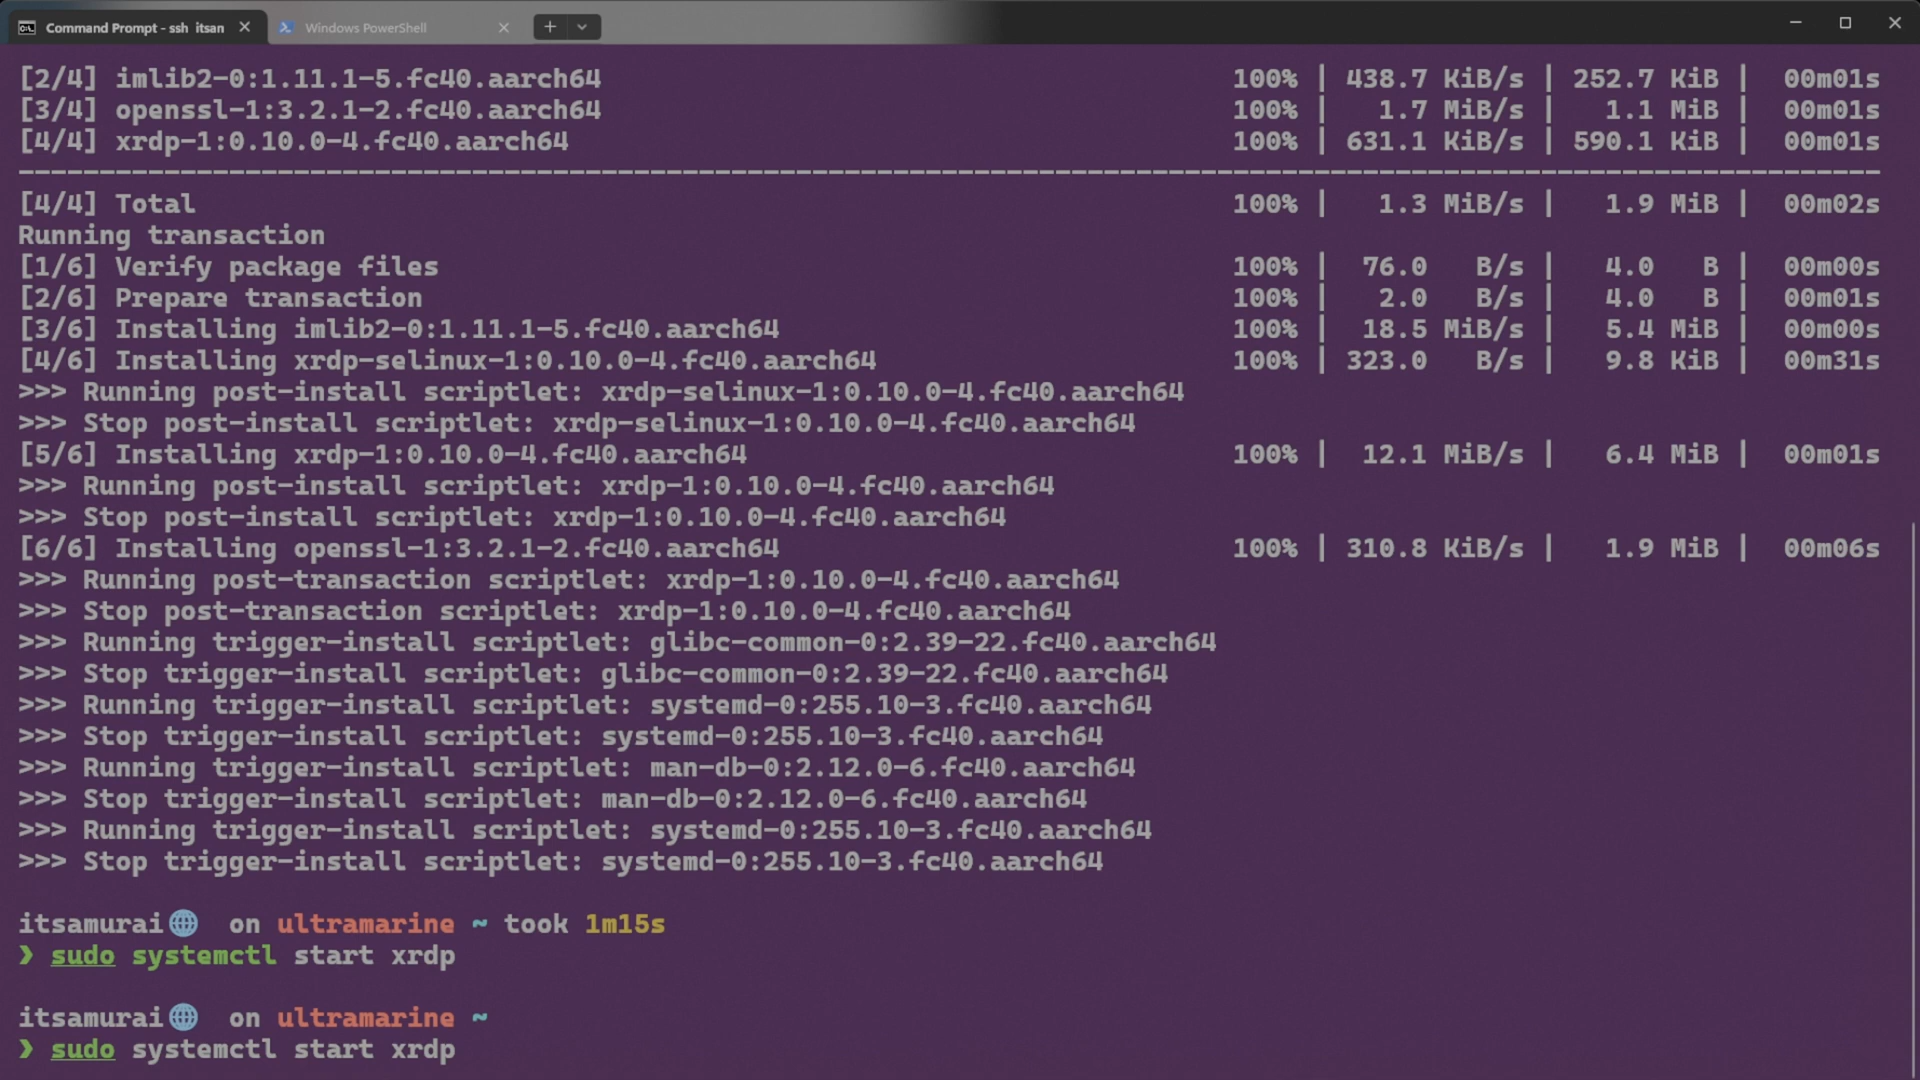 Command Prompt - ssh itsan
Windows PowerShell
[2/4] imlib2-0:1.11.1-5.fc40.aarch64 100% | 438.7 KiB/s | 252.7 KiB | 00m01s
[3/4] openssl-1:3.2.1-2.fc40.aarch64 100% | 1.7 MiB/s | 1.1 MiB | 00m01s
[4/4] xrdp-1:0.10.0-4.fc40.aarch64 100% | 631.1 KiB/s | 590.1 KiB | 00m01s
--------------------------------------------------------------------------------
[4/4] Total 100% | 1.3 MiB/s | 1.9 MiB | 00m02s
Running transaction
[1/6] Verify package files 100% | 76.0 B/s | 4.0 B | 00m00s
[2/6] Prepare transaction 100% | 2.0 B/s | 4.0 B | 00m01s
[3/6] Installing imlib2-0:1.11.1-5.fc40.aarch64 100% | 18.5 MiB/s | 5.4 MiB | 00m00s
[4/6] Installing xrdp-selinux-1:0.10.0-4.fc40.aarch64 100% | 323.0 B/s | 9.8 KiB | 00m31s
>>> Running post-install scriptlet: xrdp-selinux-1:0.10.0-4.fc40.aarch64
>>> Stop post-install scriptlet: xrdp-selinux-1:0.10.0-4.fc40.aarch64
[5/6] Installing xrdp-1:0.10.0-4.fc40.aarch64 100% | 12.1 MiB/s | 6.4 MiB | 00m01s
>>> Running post-install scriptlet: xrdp-1:0.10.0-4.fc40.aarch64
>>> Stop post-install scriptlet: xrdp-1:0.10.0-4.fc40.aarch64
[6/6] Installing openssl-1:3.2.1-2.fc40.aarch64 100% | 310.8 KiB/s | 1.9 MiB | 00m06s
>>> Running post-transaction scriptlet: xrdp-1:0.10.0-4.fc40.aarch64
>>> Stop post-transaction scriptlet: xrdp-1:0.10.0-4.fc40.aarch64
>>> Running trigger-install scriptlet: glibc-common-0:2.39-22.fc40.aarch64
>>> Stop trigger-install scriptlet: glibc-common-0:2.39-22.fc40.aarch64
>>> Running trigger-install scriptlet: systemd-0:255.10-3.fc40.aarch64
>>> Stop trigger-install scriptlet: systemd-0:255.10-3.fc40.aarch64
>>> Running trigger-install scriptlet: man-db-0:2.12.0-6.fc40.aarch64
>>> Stop trigger-install scriptlet: man-db-0:2.12.0-6.fc40.aarch64
>>> Running trigger-install scriptlet: systemd-0:255.10-3.fc40.aarch64
>>> Stop trigger-install scriptlet: systemd-0:255.10-3.fc40.aarch64
itsamurai🌐 on ultramarine ~ took 1m15s
❯ sudo systemctl start xrdp
itsamurai🌐 on ultramarine ~
❯ sudo systemctl start xrdp